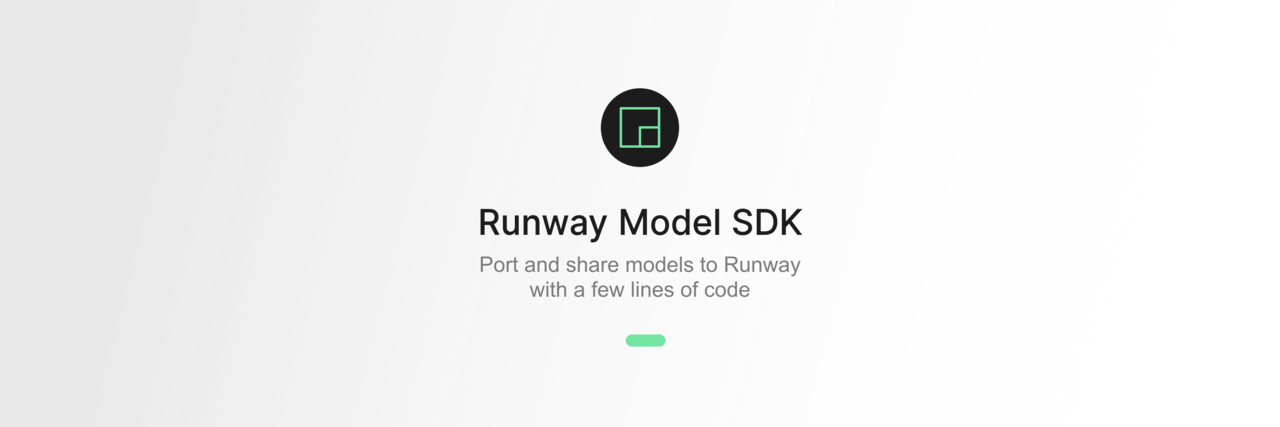 Runway Model SDK
Port and share models to Runway
with a few lines of code